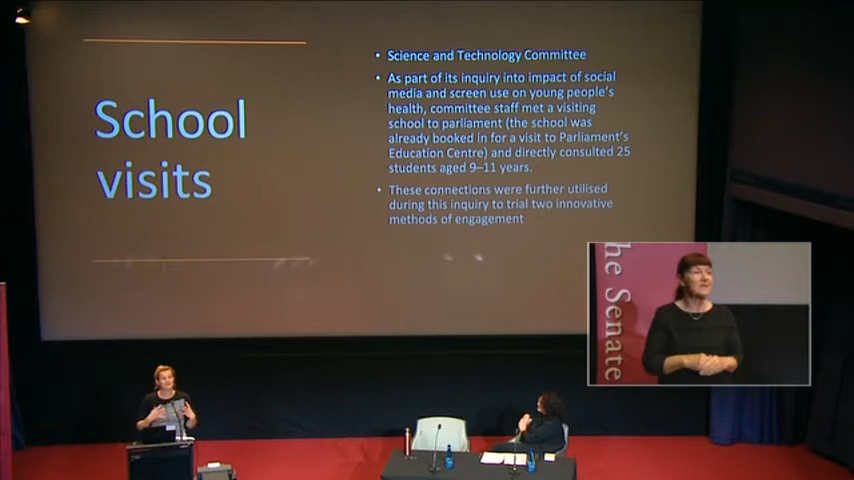 School
visits
• Science and Technology Committee
• As part of its inquiry into impact of social
media and screen use on young people's
health, committee staff met a visiting
school to parliament (the school was
already booked in for a visit to Parliament's
Education Centre) and directly consulted 25
students aged 9–11 years.
• These connections were further utilised
during this inquiry to trial two innovative
methods of engagement
he Senate